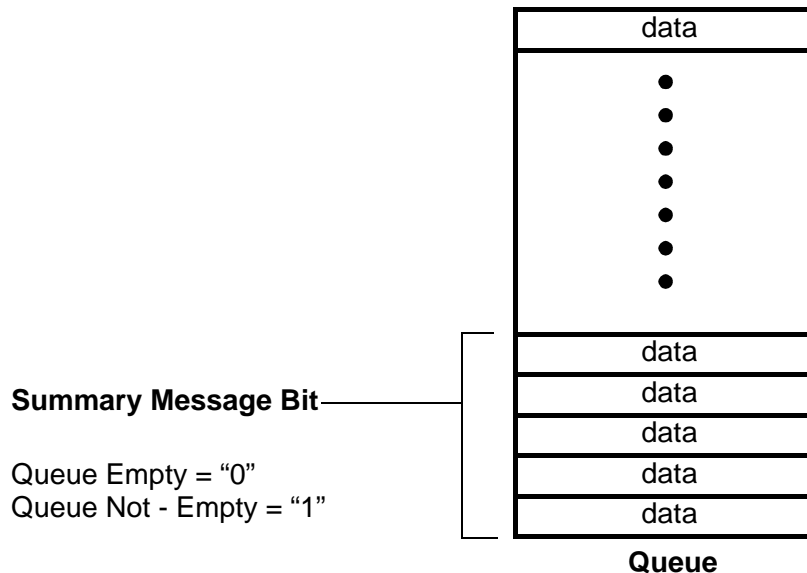 data
data
data
Summary Message Bit
data
data
Queue Empty = “0”
Queue Not - Empty = “1”
data
Queue